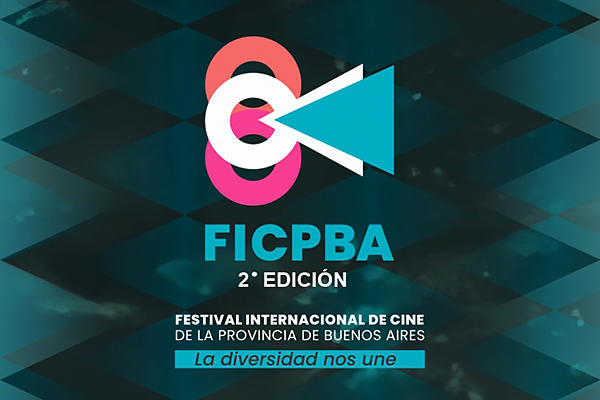 FICPBA
2° EDICIÓN
FESTIVAL INTERNACIONAL DE CINE
DE LA PROVINCIA DE BUENOS AIRES
La diversidad nos une